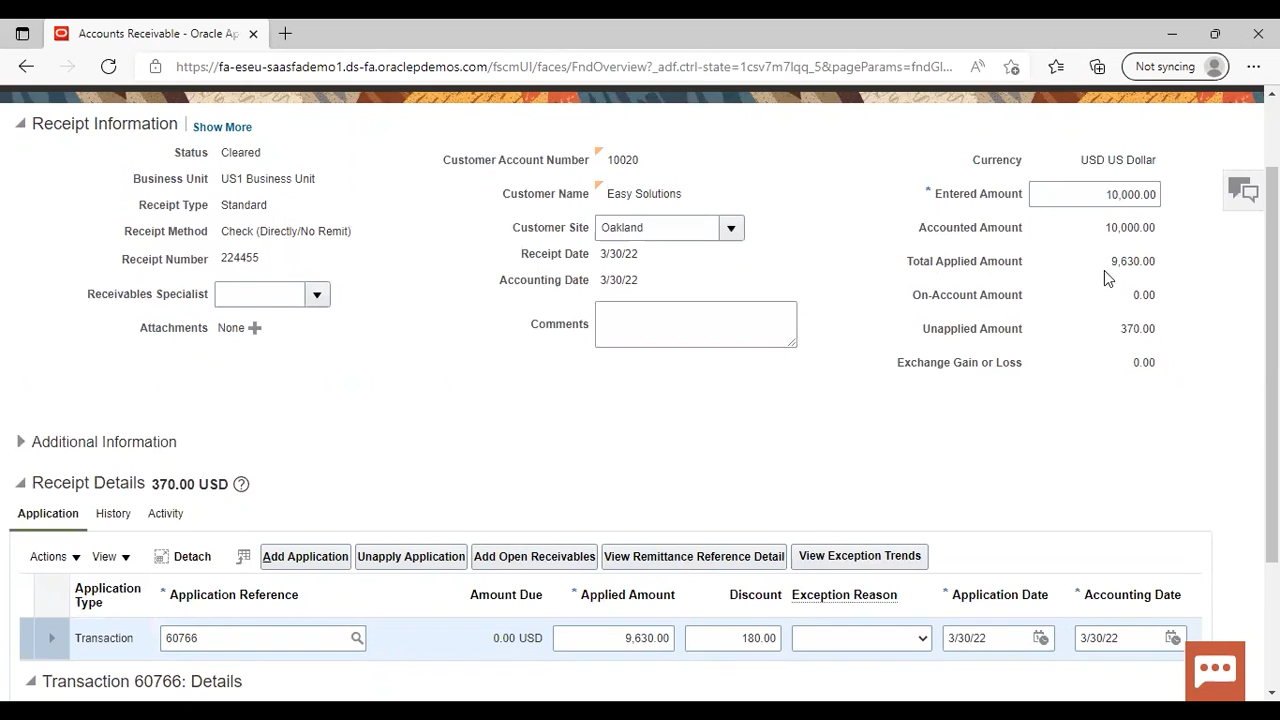 Accounts Receivable - Oracle Ap
https://fa-eseu-saasfademo1.ds-fa.oraclepdemos.com/fscmUI/faces/FndOverview?_adf.ctrl-state=1csv7m7lqq_5&pageParams=fndGl...
Not syncing
Receipt Information Show More
Status Cleared
Business Unit US1 Business Unit
Receipt Type Standard
Receipt Method Check (Directly/No Remit)
Receipt Number 224455
Receivables Specialist
Attachments None
Customer Account Number 10020
Customer Name Easy Solutions
Customer Site Oakland
Receipt Date 3/30/22
Accounting Date 3/30/22
Comments
Currency USD US Dollar
* Entered Amount 10,000.00
Accounted Amount 10,000.00
Total Applied Amount 9,630.00
On-Account Amount 0.00
Unapplied Amount 370.00
Exchange Gain or Loss 0.00
Additional Information
Receipt Details 370.00 USD
Application History Activity
Actions View Detach Add Application Unapply Application Add Open Receivables View Remittance Reference Detail View Exception Trends
Application Type * Application Reference Amount Due * Applied Amount Discount Exception Reason * Application Date * Accounting Date
Transaction 60766 0.00 USD 9,630.00 180.00 3/30/22 3/30/22
Transaction 60766: Details